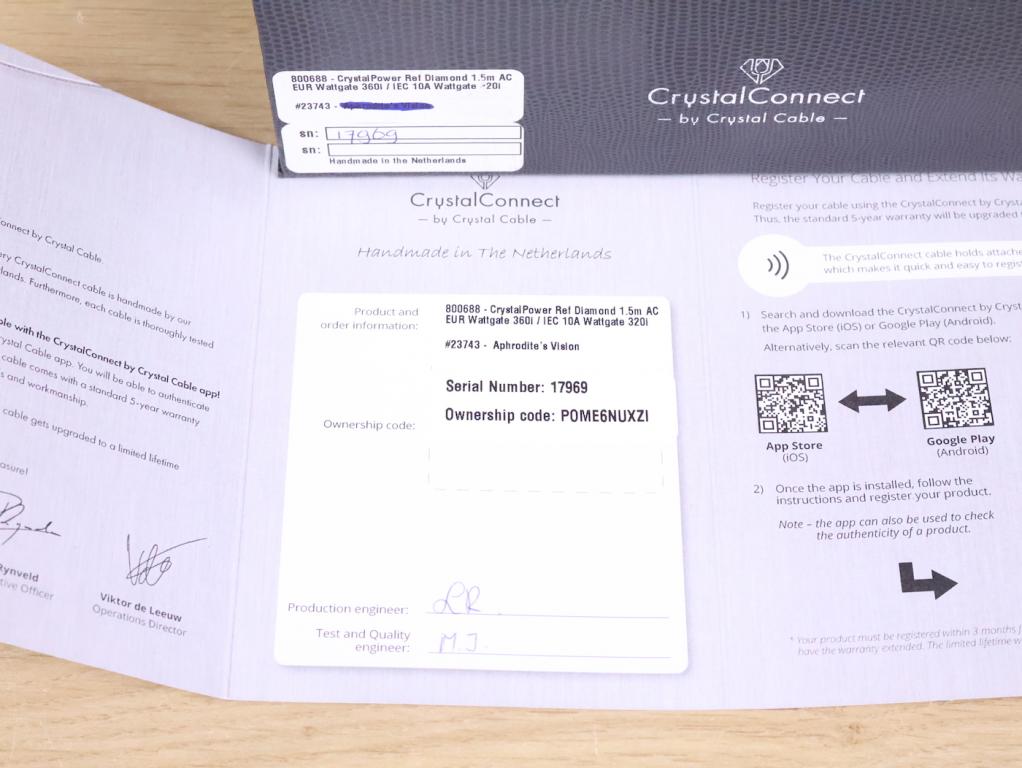 800688 - CrystalPower Ref Diamond 1.5m AC
EUR Wattgate 360i / IEC 10A Wattgate 320i
#23743 - Aphrodite's Vision
sn: 17969
sn:
Handmade in the Netherlands
CrystalConnect
– by Crystal Cable –
onnect by Crystal Cable
ery CrystalConnect cable is handmade by our
lands. Furthermore, each cable is thoroughly tested
ble with the CrystalConnect by Crystal Cable app!
ystal Cable app. You will be able to authenticate
cable comes with a standard 5-year warranty
s and workmanship.
cable gets upgraded to a limited lifetime
asure!
Rynveld
tive Officer
Viktor de Leeuw
Operations Director
CrystalConnect
– by Crystal Cable –
Handmade in The Netherlands
Product and
order information:
800688 - CrystalPower Ref Diamond 1.5m AC
EUR Wattgate 360i / IEC 10A Wattgate 320i
#23743 - Aphrodite's Vision
Serial Number: 17969
Ownership code:
Ownership code: P0ME6NUXZI
Production engineer: LR
Test and Quality
engineer: M.J.
Register Your Cable and Extend Its Wa
Register your cable using the CrystalConnect by Crysta
Thus, the standard 5-year warranty will be upgraded
The CrystalConnect cable holds attache
which makes it quick and easy to regis
1) Search and download the CrystalConnect by Cryst
the App Store (iOS) or Google Play (Android).
Alternatively, scan the relevant QR code below:
App Store
(iOS)
Google Play
(Android)
2) Once the app is installed, follow the
instructions and register your product.
Note – the app can also be used to check
the authenticity of a product.
* Your product must be registered within 3 months f
have the warranty extended. The limited lifetime w